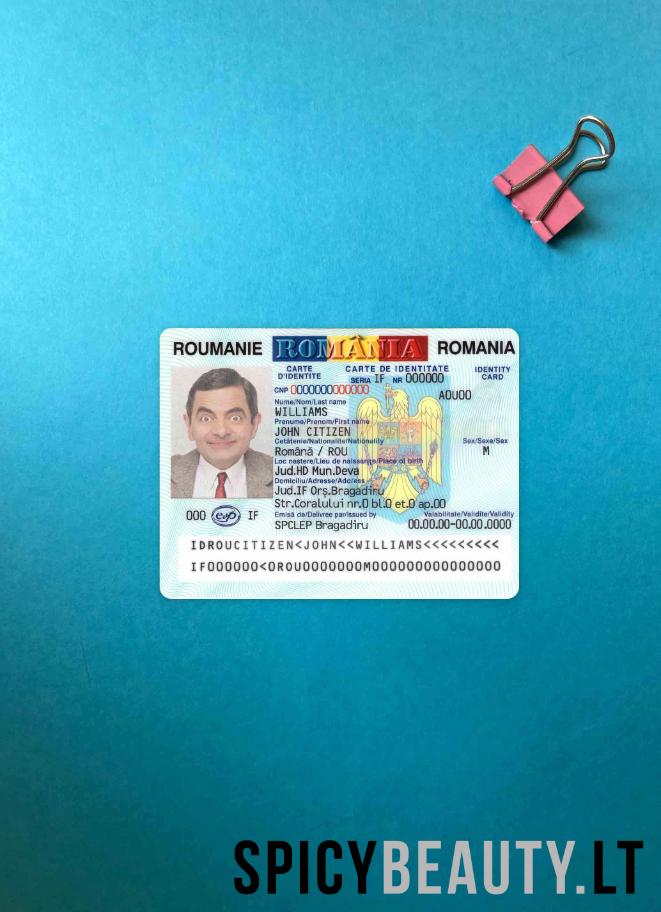 ROUMANIE ROMÂNIA ROMANIA
CARTE D'IDENTITE
CARTE DE IDENTITATE
IDENTITY CARD
SERIA IF NR 000000
CNP 0000000000000
A0U00
Nume/Nom/Last name
WILLIAMS
Prenume/Prenom/First name
JOHN CITIZEN
Cetătenie/Nationalite/Nationality
Sex/Sexe/Sex
Română / ROU
M
Loc nastere/Lieu de naissance/Place of birth
Jud.HD Mun.Deva
Domiciliu/Adresse/Address
Jud.IF Orş.Bragadiru
Str.Coralului nr.0 bl.0 et.0 ap.00
000 IF
Emisă de/Delivree par/Issued by
Valabilitate/Validite/Validity
SPCLEP Bragadiru
00.00.00-00.00.0000
IDROUCITIZEN<JOHN<<WILLIAMS<<<<<<<<<
IF000000<0ROU0000000M000000000000000
SPICYBEAUTY.LT